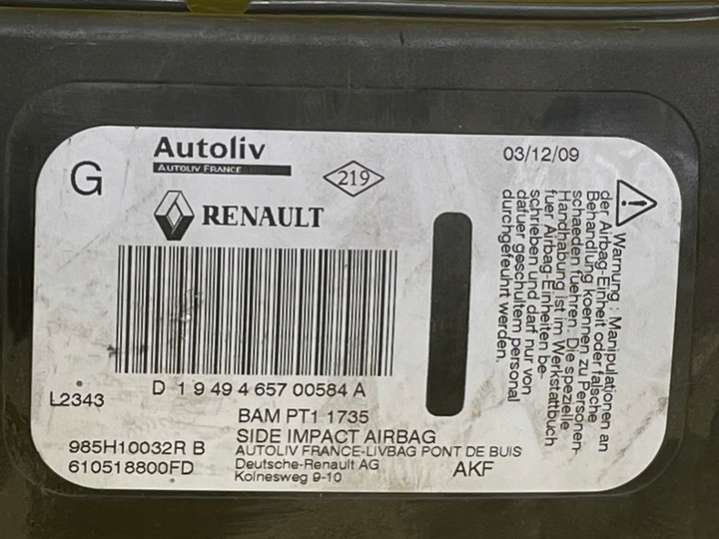 G
Autoliv
AUTOLIV FRANCE
219
03/12/09
RENAULT
D 1 9 49 4 657 00584 A
L2343
BAM PT1 1735
985H10032R B
SIDE IMPACT AIRBAG
610518800FD
AUTOLIV FRANCE-LIVBAG PONT DE BUIS
Deutsche-Renault AG
AKF
Kolnesweg 9-10
Warnung : Manipulationen an
der Airbag-Einheit oder falsche
Behandlung koennen zu Personen-
schaeden fuehren. Die spezielle
Handhabung ist im Werkstattbuch
fuer Airbag-Einheiten be-
schrieben und darf nur von
dafuer geschultem personal
durchgefeuhrt werden.